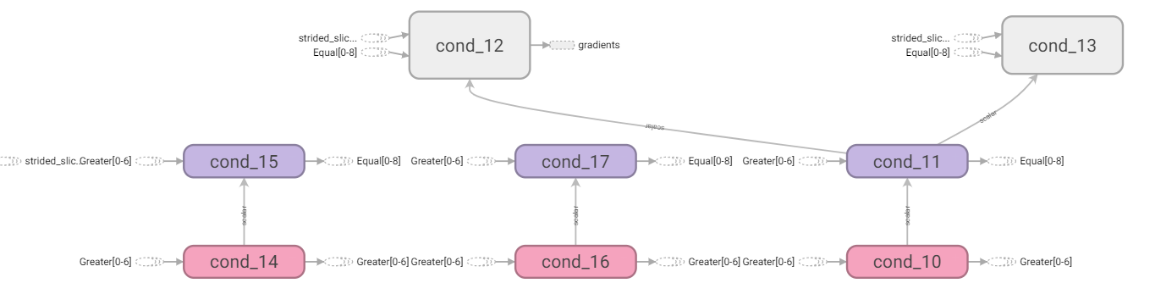 strided_slic...
Equal[0-8]
cond_12
gradients
strided_slic...
Equal[0-8]
cond_13
scalar
scalar
strided_slic...
Greater[0-6]
cond_15
Equal[0-8]
Greater[0-6]
cond_17
Equal[0-8]
Greater[0-6]
cond_11
Equal[0-8]
scalar
scalar
scalar
Greater[0-6]
cond_14
Greater[0-6]
Greater[0-6]
cond_16
Greater[0-6]
Greater[0-6]
cond_10
Greater[0-6]